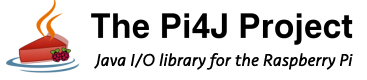 The Pi4J Project
Java I/O library for the Raspberry Pi